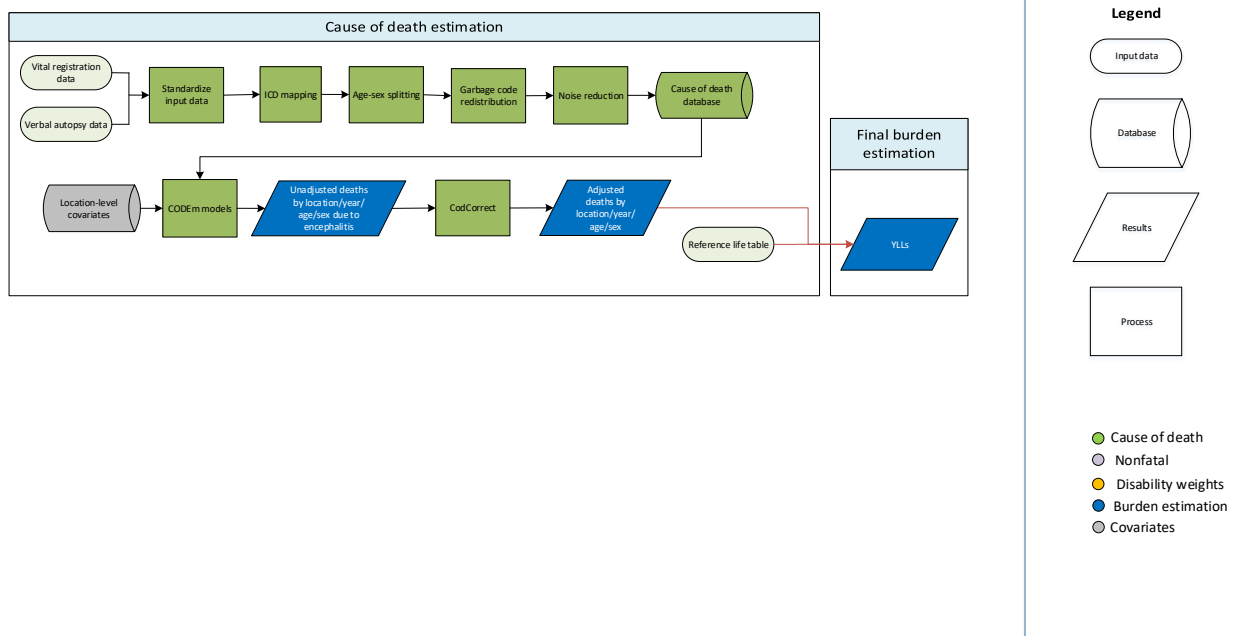 Cause of death estimation
Vital registration
data
Verbal autopsy data
Standardize
input data
ICD mapping
Age-sex splitting
Garbage code
redistribution
Noise reduction
Cause of death
database
Location-level
covariates
CODEm models
Unadjusted deaths
by location/year/
age/sex due to
encephalitis
CodCorrect
Adjusted
deaths by
location/year/
age/sex
Reference life table
Final burden
estimation
YLLs
Legend
Input data
Database
Results
Process
Cause of death
Nonfatal
Disability weights
Burden estimation
Covariates